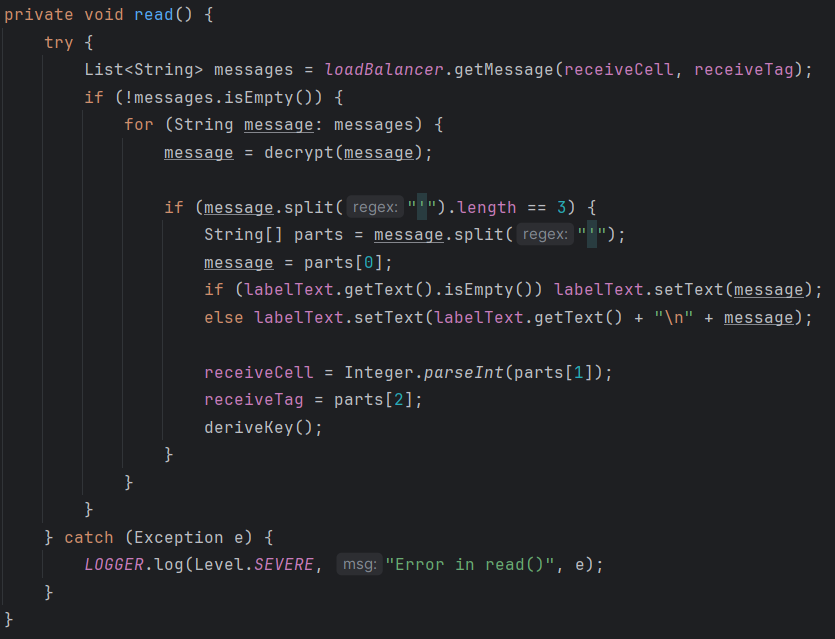 private void read() {
    try {
        List<String> messages = loadBalancer.getMessage(receiveCell, receiveTag);
        if (!messages.isEmpty()) {
            for (String message: messages) {
                message = decrypt(message);

                if (message.split( regex: "'").length == 3) {
                    String[] parts = message.split( regex: "'");
                    message = parts[0];
                    if (labelText.getText().isEmpty()) labelText.setText(message);
                    else labelText.setText(labelText.getText() + "\n" + message);

                    receiveCell = Integer.parseInt(parts[1]);
                    receiveTag = parts[2];
                    deriveKey();
                }
            }
        }
    } catch (Exception e) {
        LOGGER.log(Level.SEVERE, msg: "Error in read()", e);
    }
}